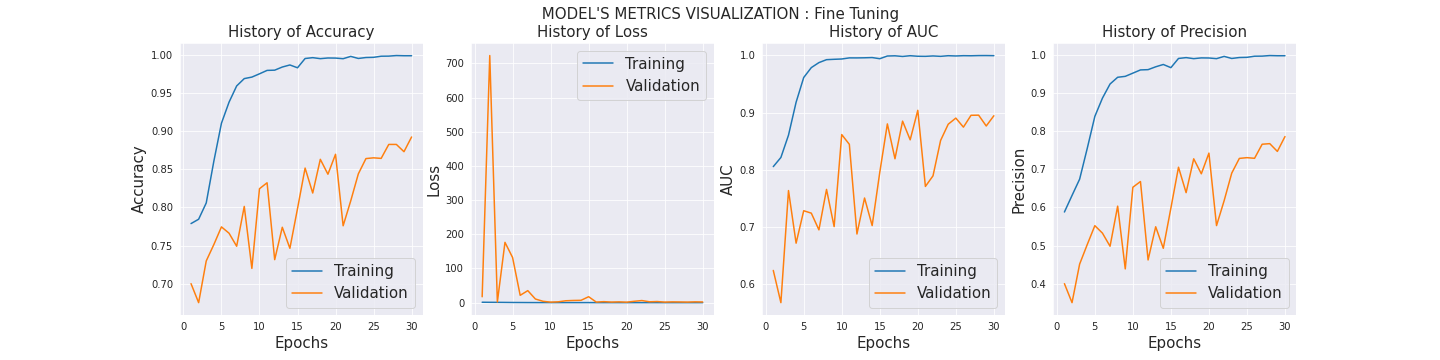 MODEL'S METRICS VISUALIZATION : Fine Tuning
History of Accuracy
1.00
0.95
0.90
0.85
0.80
0.75
0.70
Accuracy
0 5 10 15 20 25 30
Epochs
Training
Validation
History of Loss
700
600
500
400
300
200
100
0
Loss
0 5 10 15 20 25 30
Epochs
Training
Validation
History of AUC
1.0
0.9
0.8
0.7
0.6
AUC
0 5 10 15 20 25 30
Epochs
Training
Validation
History of Precision
1.0
0.9
0.8
0.7
0.6
0.5
0.4
Precision
0 5 10 15 20 25 30
Epochs
Training
Validation